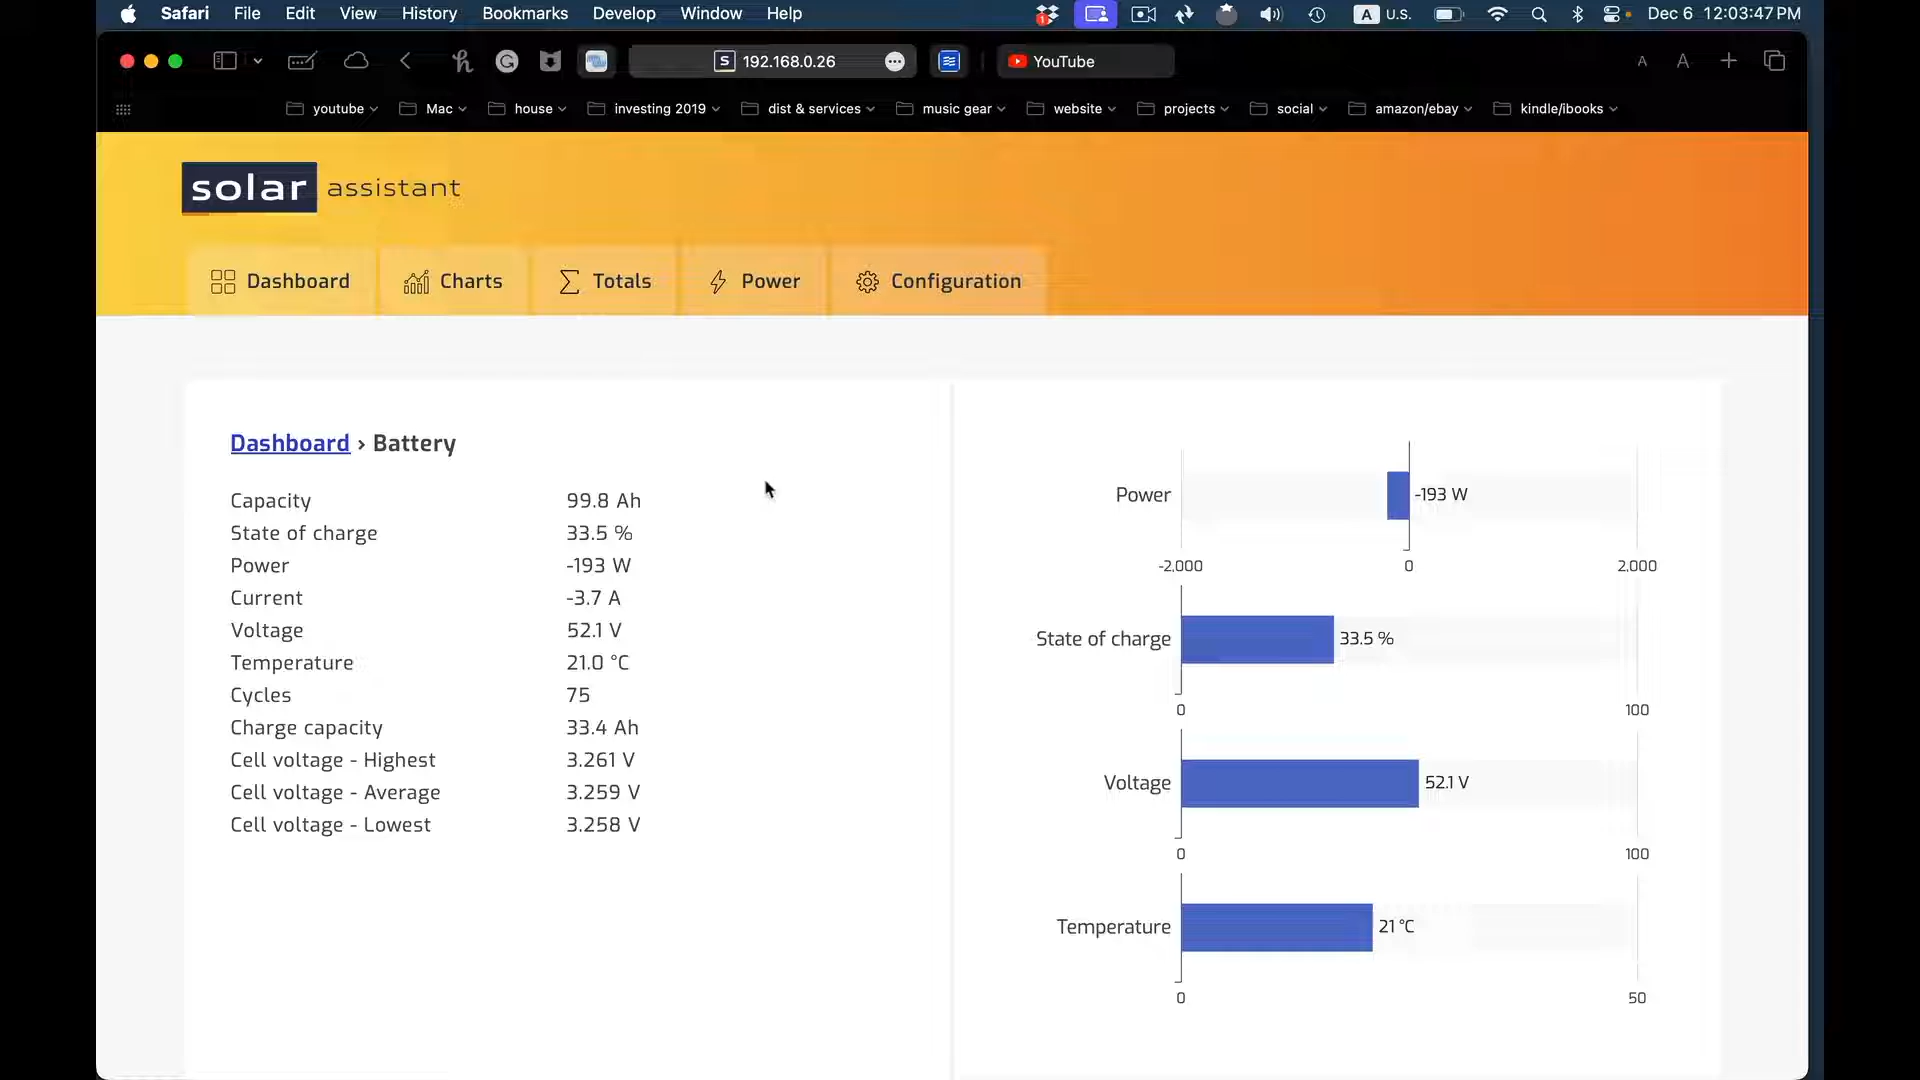 Safari File Edit View History Bookmarks Develop Window Help 1 A U.S. Dec 6 12:03:47 PM
S 192.168.0.26 YouTube A A
youtube Mac house investing 2019 dist & services music gear website projects social amazon/ebay kindle/ibooks
solar assistant
Dashboard Charts Totals Power Configuration
Dashboard › Battery
Capacity 99.8 Ah
State of charge 33.5 %
Power -193 W
Current -3.7 A
Voltage 52.1 V
Temperature 21.0 °C
Cycles 75
Charge capacity 33.4 Ah
Cell voltage - Highest 3.261 V
Cell voltage - Average 3.259 V
Cell voltage - Lowest 3.258 V
Power -193 W
-2,000 0 2,000
State of charge 33.5 %
0 100
Voltage 52.1 V
0 100
Temperature 21 °C
0 50